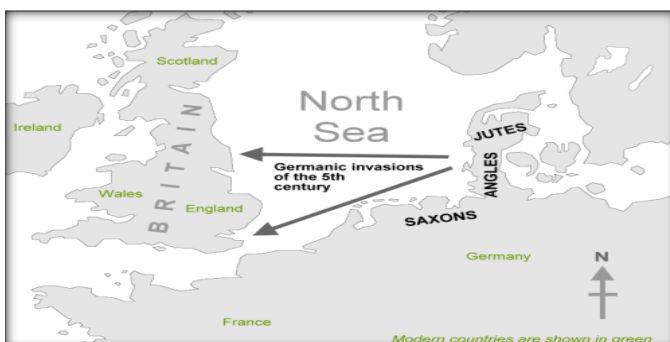 Scotland
North
Sea
Ireland
JUTES
BRITAIN
Germanic invasions
of the 5th
century
ANGLES
Wales
England
SAXONS
Germany
N
France
Modern countries are shown in green